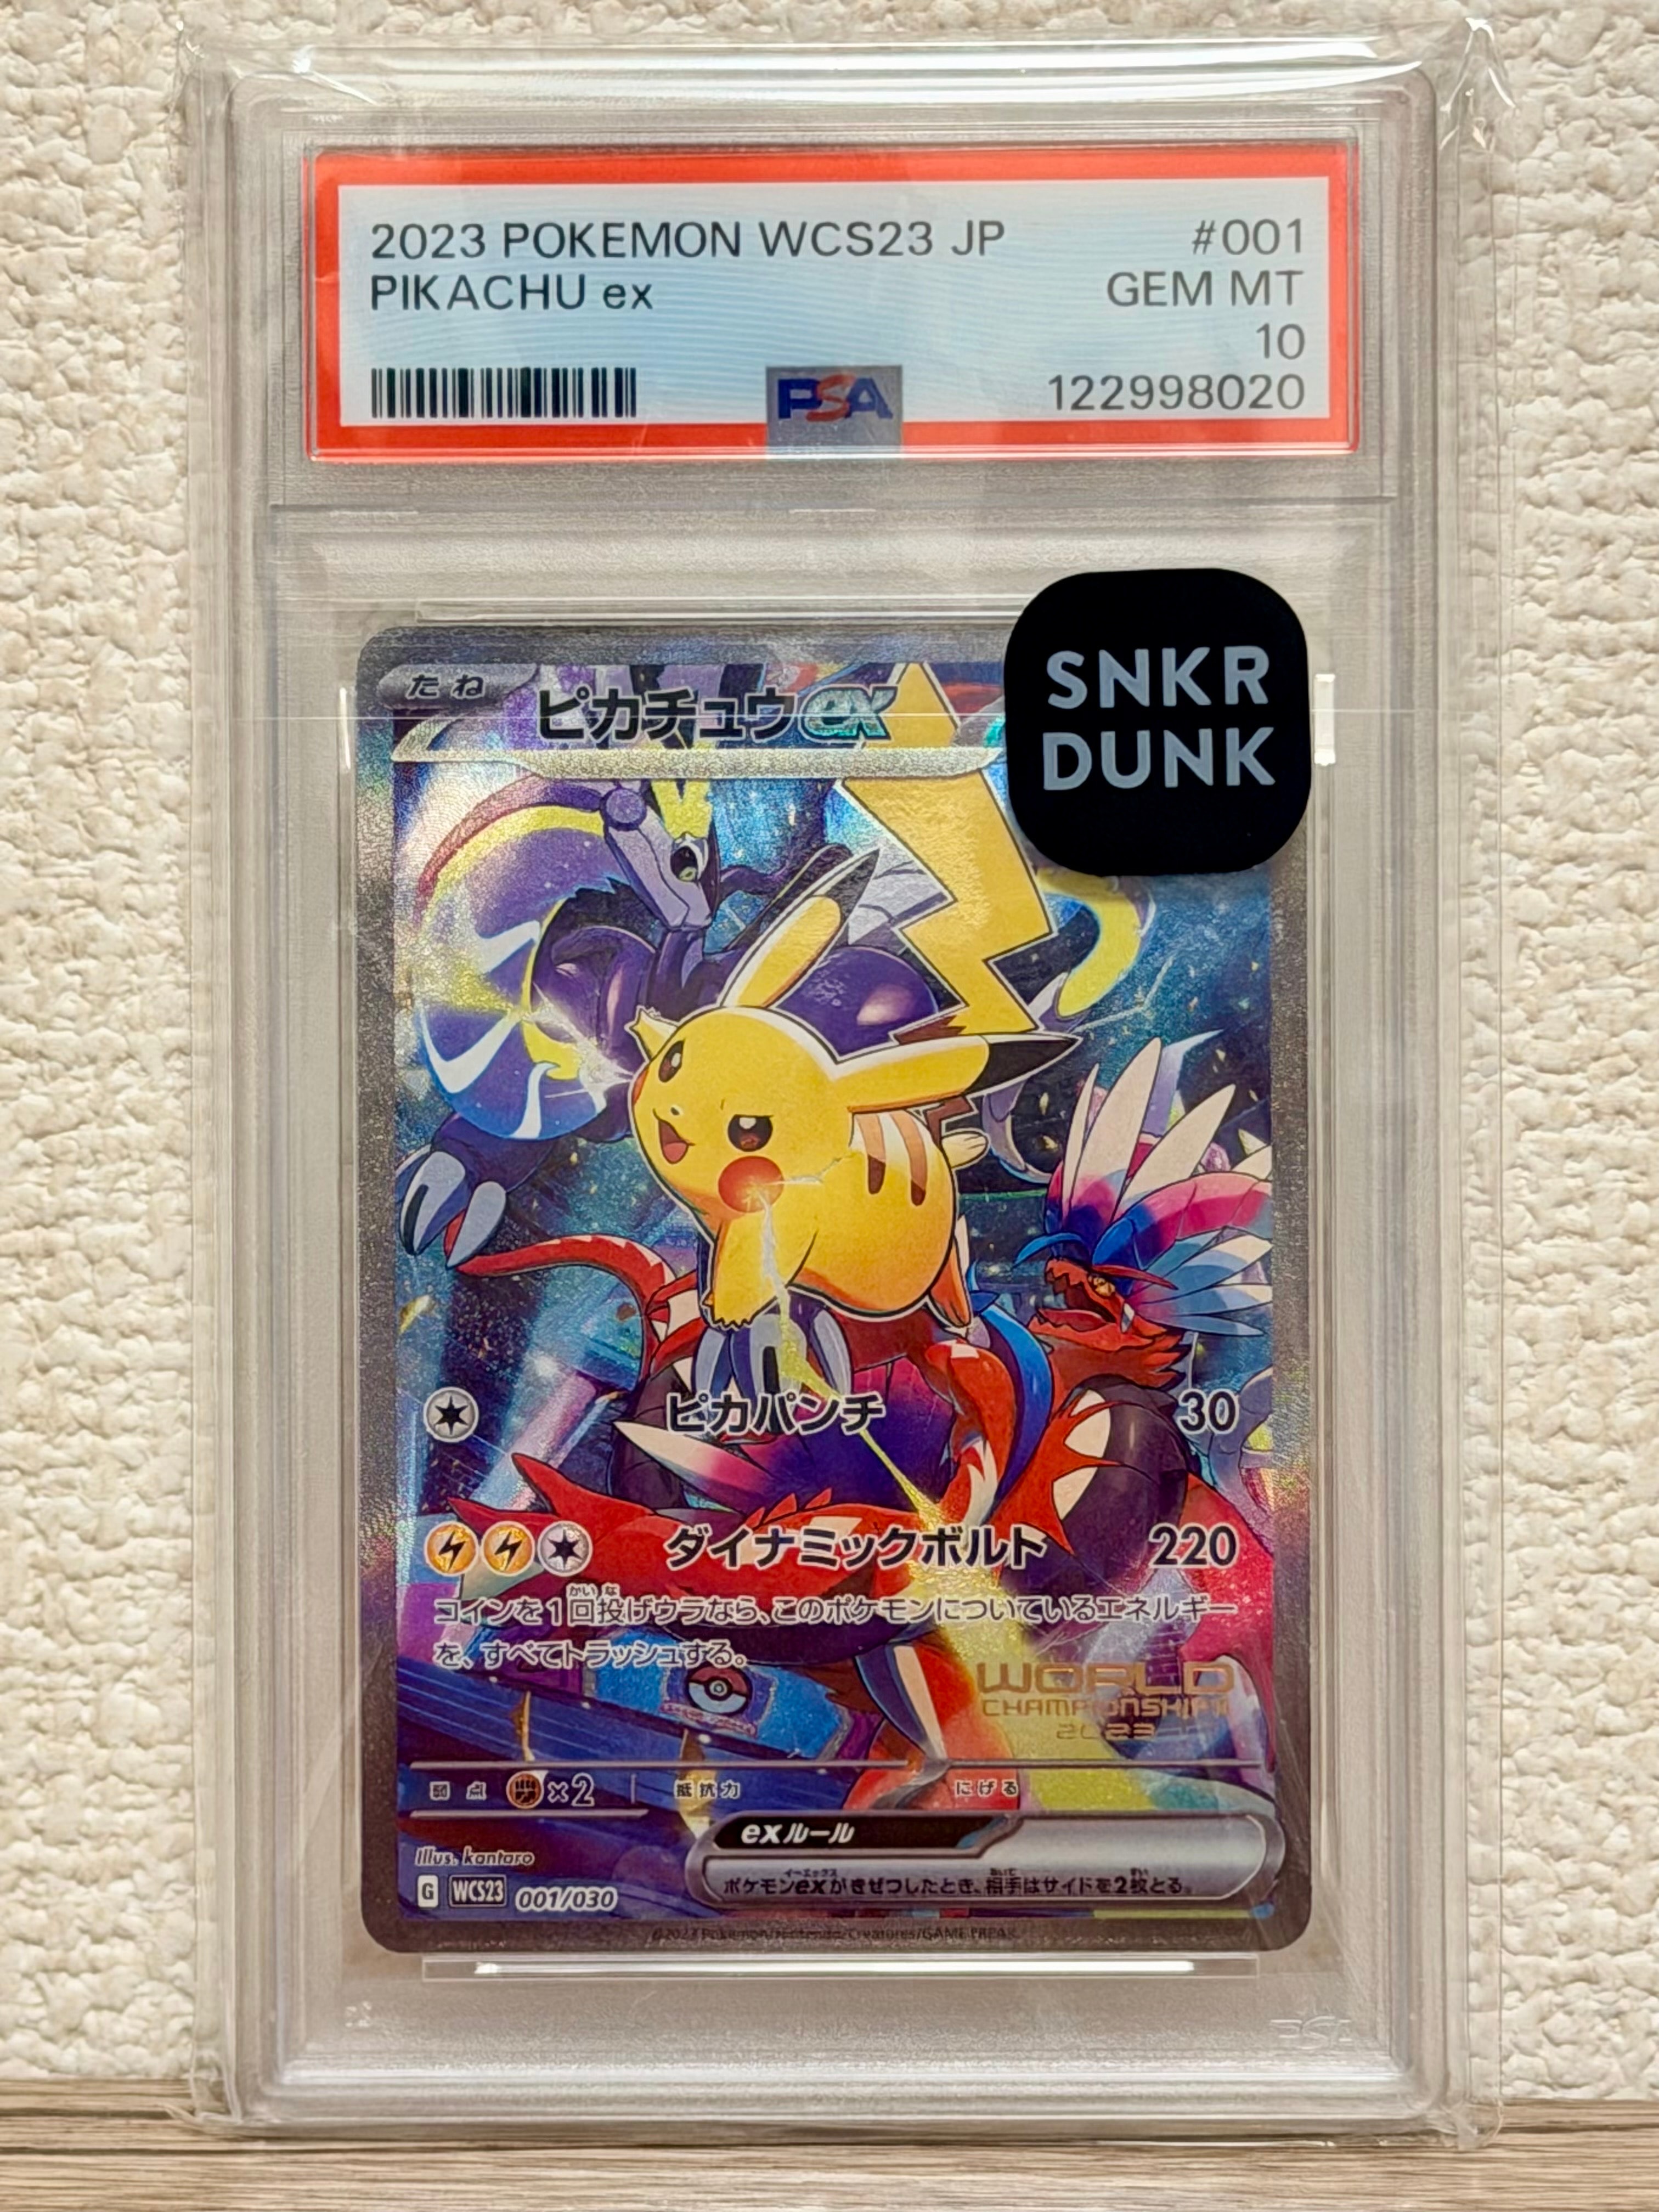 2023 POKEMON WCS23 JP #001
PIKACHU ex GEM MT
10
PSA 122998020
SNKR
DUNK
たね ピカチュウex
ピカパンチ 30
ダイナミックボルト 220
コインを1回投げウラなら、このポケモンについているエネルギー
を、すべてトラッシュする。
WORLD
CHAMPIONSHIPS
2023
弱点 ×2 抵抗力 にげる
exルール
ポケモンexがきぜつしたとき、相手はサイドを2枚とる。
Illus. kantaro
G WCS23 001/030
©2023 Pokémon/Nintendo/Creatures/GAME FREAK